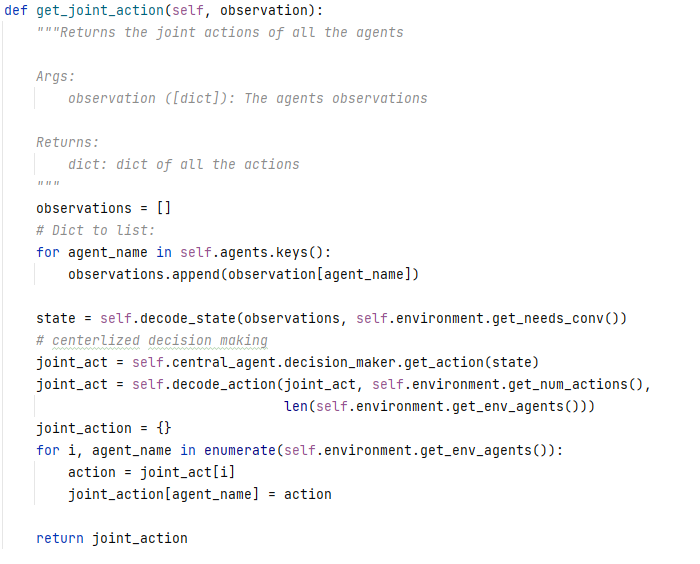 def get_joint_action(self, observation):
    """Returns the joint actions of all the agents

    Args:
        observation ([dict]): The agents observations

    Returns:
        dict: dict of all the actions
    """
    observations = []
    # Dict to list:
    for agent_name in self.agents.keys():
        observations.append(observation[agent_name])

    state = self.decode_state(observations, self.environment.get_needs_conv())
    # centerlized decision making
    joint_act = self.central_agent.decision_maker.get_action(state)
    joint_act = self.decode_action(joint_act, self.environment.get_num_actions(),
                                   len(self.environment.get_env_agents()))
    joint_action = {}
    for i, agent_name in enumerate(self.environment.get_env_agents()):
        action = joint_act[i]
        joint_action[agent_name] = action

    return joint_action